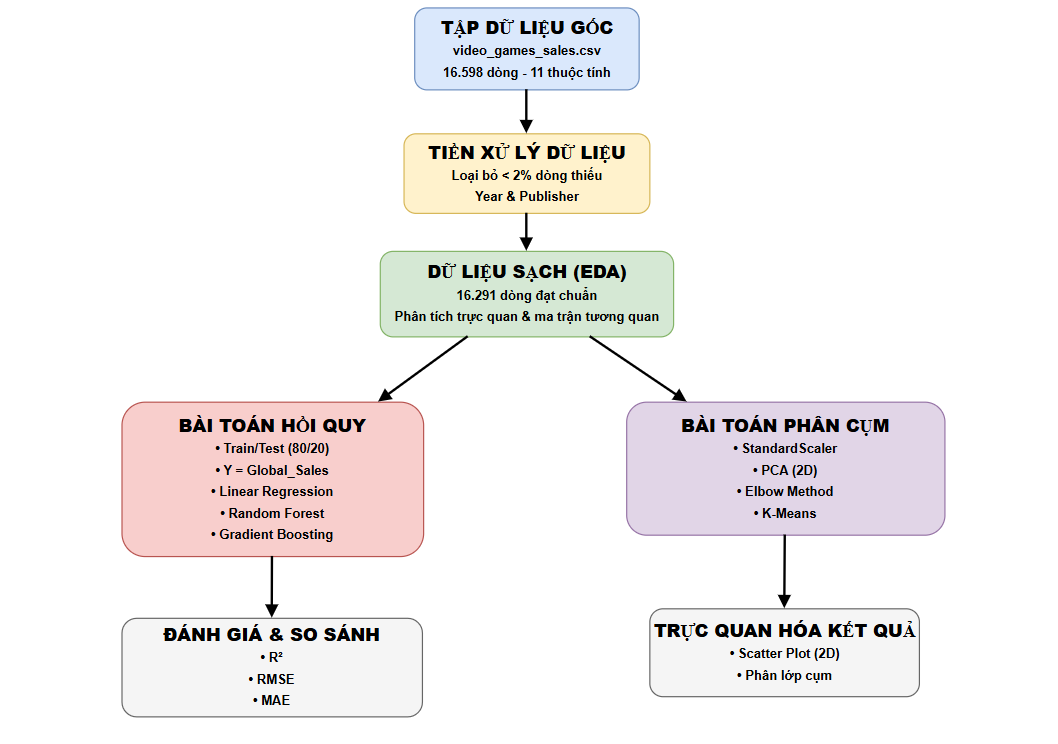 TẬP DỮ LIỆU GỐC
video_games_sales.csv
16.598 dòng - 11 thuộc tính
TIỀN XỬ LÝ DỮ LIỆU
Loại bỏ < 2% dòng thiếu
Year & Publisher
DỮ LIỆU SẠCH (EDA)
16.291 dòng đạt chuẩn
Phân tích trực quan & ma trận tương quan
BÀI TOÁN HỒI QUY
• Train/Test (80/20)
• Y = Global_Sales
• Linear Regression
• Random Forest
• Gradient Boosting
BÀI TOÁN PHÂN CỤM
• StandardScaler
• PCA (2D)
• Elbow Method
• K-Means
ĐÁNH GIÁ & SO SÁNH
• R²
• RMSE
• MAE
TRỰC QUAN HÓA KẾT QUẢ
• Scatter Plot (2D)
• Phân lớp cụm